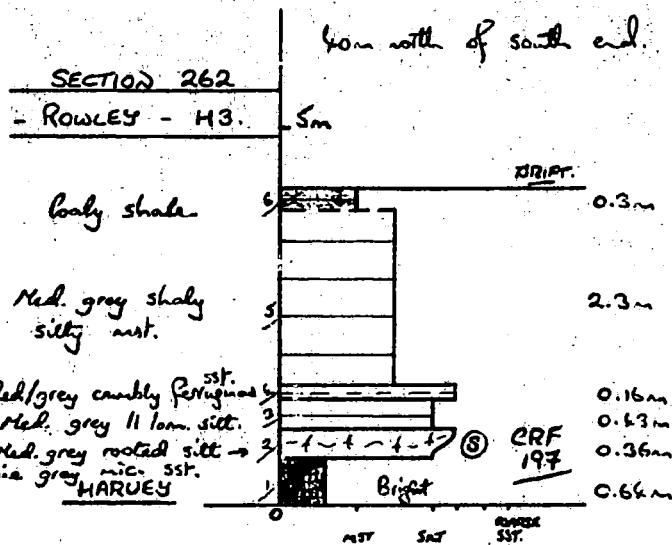 40m north of south end.
SECTION 262
- ROWLEY - H3.
5m
DRIFT.
Coaly shale
6
0.3m
Med. grey shaly
silty mst.
5
2.3m
Red/grey crumbly ferruginous sst.
4
0.16m
Med. grey // lam. silt.
3
0.43m
Med. grey rooted silt →
2
S
CRF
197
0.36m
grey mic. sst.
HARVEY
1
Bright
0.64m
0
MST
SILT
COARSE
SST.